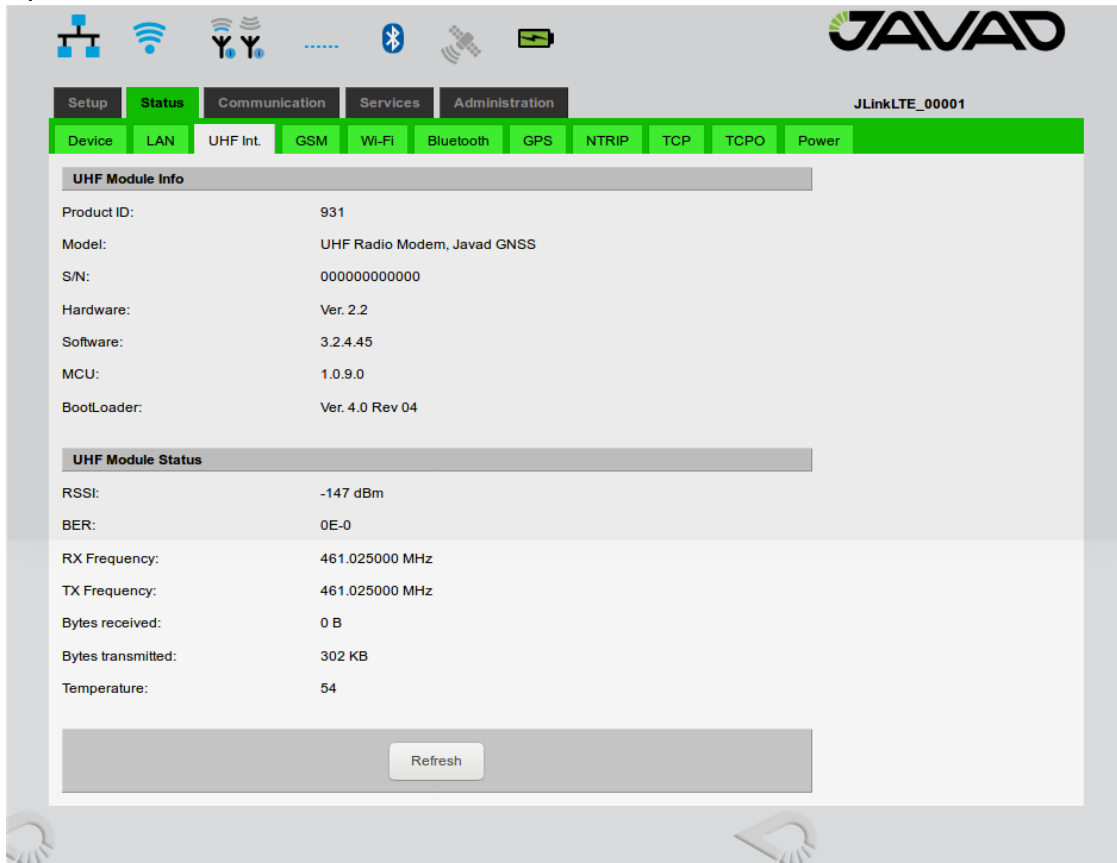 JAVAD
Setup Status Communication Services Administration JLinkLTE_00001
Device LAN UHF Int. GSM Wi-Fi Bluetooth GPS NTRIP TCP TCPO Power
UHF Module Info
Product ID: 931
Model: UHF Radio Modem, Javad GNSS
S/N: 000000000000
Hardware: Ver. 2.2
Software: 3.2.4.45
MCU: 1.0.9.0
BootLoader: Ver. 4.0 Rev 04
UHF Module Status
RSSI: -147 dBm
BER: 0E-0
RX Frequency: 461.025000 MHz
TX Frequency: 461.025000 MHz
Bytes received: 0 B
Bytes transmitted: 302 KB
Temperature: 54
Refresh